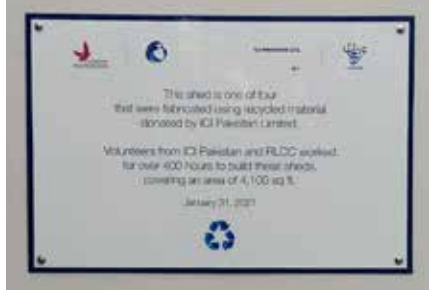 This shed is one of four
that were fabricated using recycled material
donated by ICI Pakistan Limited.
Volunteers from ICI Pakistan and RLCC worked
for over 400 hours to build these sheds,
covering an area of 4,100 sq ft.
January 31, 2021